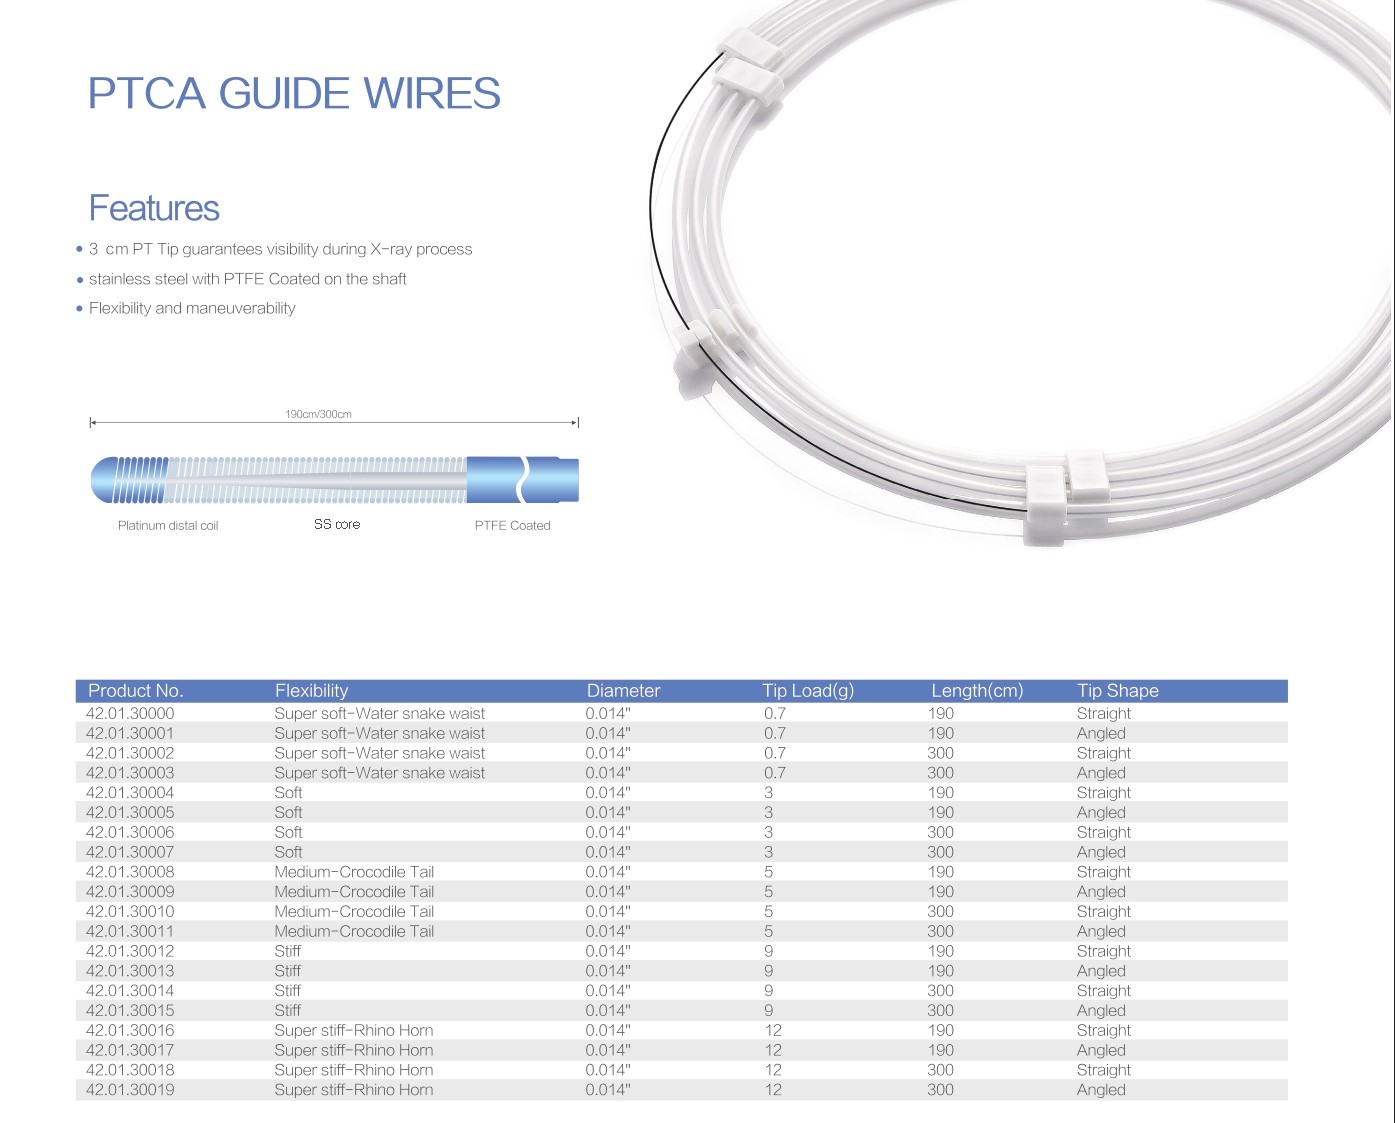 PTCA GUIDE WIRES
Features
• 3 cm PT Tip guarantees visibility during X-ray process
• stainless steel with PTFE Coated on the shaft
• Flexibility and maneuverability
190cm/300cm
Platinum distal coil SS core PTFE Coated
Product No. Flexibility Diameter Tip Load(g) Length(cm) Tip Shape
42.01.30000 Super soft-Water snake waist 0.014" 0.7 190 Straight
42.01.30001 Super soft-Water snake waist 0.014" 0.7 190 Angled
42.01.30002 Super soft-Water snake waist 0.014" 0.7 300 Straight
42.01.30003 Super soft-Water snake waist 0.014" 0.7 300 Angled
42.01.30004 Soft 0.014" 3 190 Straight
42.01.30005 Soft 0.014" 3 190 Angled
42.01.30006 Soft 0.014" 3 300 Straight
42.01.30007 Soft 0.014" 3 300 Angled
42.01.30008 Medium-Crocodile Tail 0.014" 5 190 Straight
42.01.30009 Medium-Crocodile Tail 0.014" 5 190 Angled
42.01.30010 Medium-Crocodile Tail 0.014" 5 300 Straight
42.01.30011 Medium-Crocodile Tail 0.014" 5 300 Angled
42.01.30012 Stiff 0.014" 9 190 Straight
42.01.30013 Stiff 0.014" 9 190 Angled
42.01.30014 Stiff 0.014" 9 300 Straight
42.01.30015 Stiff 0.014" 9 300 Angled
42.01.30016 Super stiff-Rhino Horn 0.014" 12 190 Straight
42.01.30017 Super stiff-Rhino Horn 0.014" 12 190 Angled
42.01.30018 Super stiff-Rhino Horn 0.014" 12 300 Straight
42.01.30019 Super stiff-Rhino Horn 0.014" 12 300 Angled